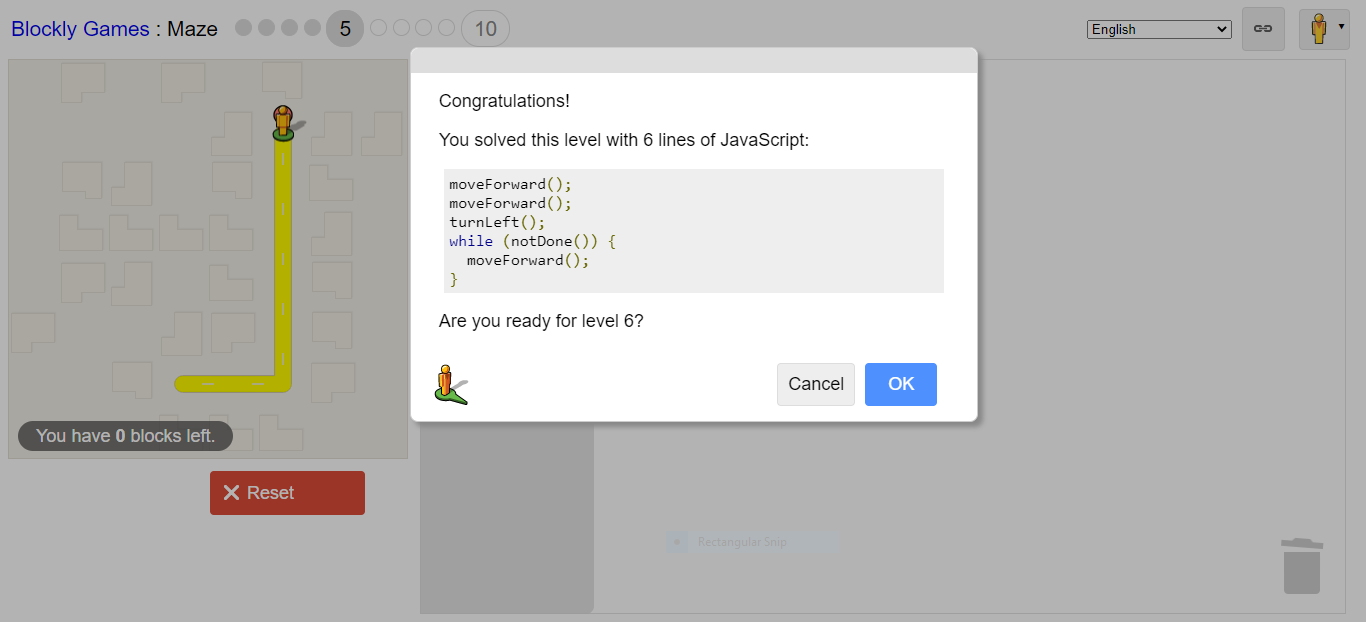 Blockly Games : Maze 5 10
English
Congratulations!
You solved this level with 6 lines of JavaScript:
moveForward();
moveForward();
turnLeft();
while (notDone()) {
  moveForward();
}
Are you ready for level 6?
Cancel OK
You have 0 blocks left.
Reset
Rectangular Snip